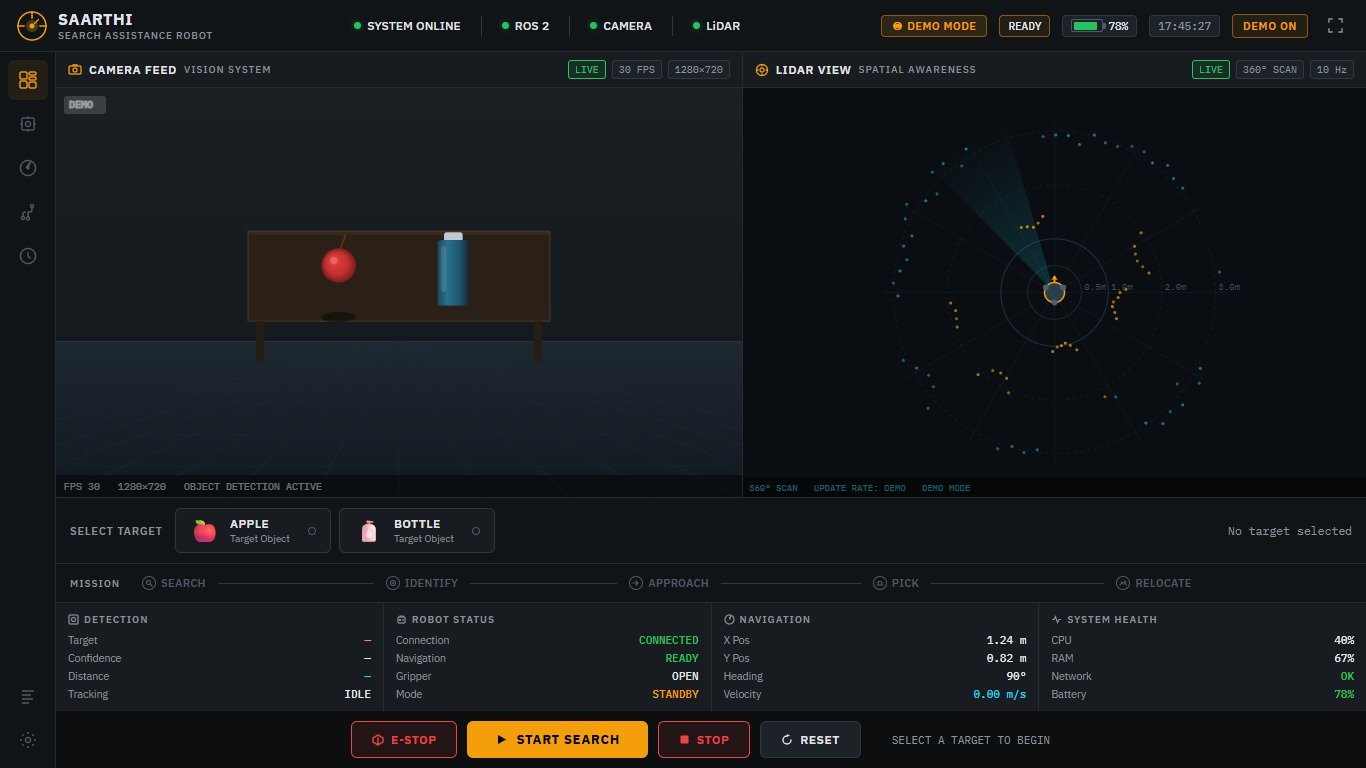 SAARTHI
SEARCH ASSISTANCE ROBOT
SYSTEM ONLINE
ROS 2
CAMERA
LiDAR
DEMO MODE
READY
78%
17:45:27
DEMO ON
CAMERA FEED VISION SYSTEM
LIVE
30 FPS
1280×720
DEMO
FPS 30 1280×720 OBJECT DETECTION ACTIVE
LIDAR VIEW SPATIAL AWARENESS
LIVE
360° SCAN
10 Hz
0.5m 1.0m 2.0m 3.0m
360° SCAN UPDATE RATE: DEMO DEMO MODE
SELECT TARGET
APPLE
Target Object
BOTTLE
Target Object
No target selected
MISSION
SEARCH
IDENTIFY
APPROACH
PICK
RELOCATE
DETECTION
Target —
Confidence —
Distance —
Tracking IDLE
ROBOT STATUS
Connection CONNECTED
Navigation READY
Gripper OPEN
Mode STANDBY
NAVIGATION
X Pos 1.24 m
Y Pos 0.82 m
Heading 90°
Velocity 0.00 m/s
SYSTEM HEALTH
CPU 40%
RAM 67%
Network OK
Battery 78%
E-STOP
START SEARCH
STOP
RESET
SELECT A TARGET TO BEGIN